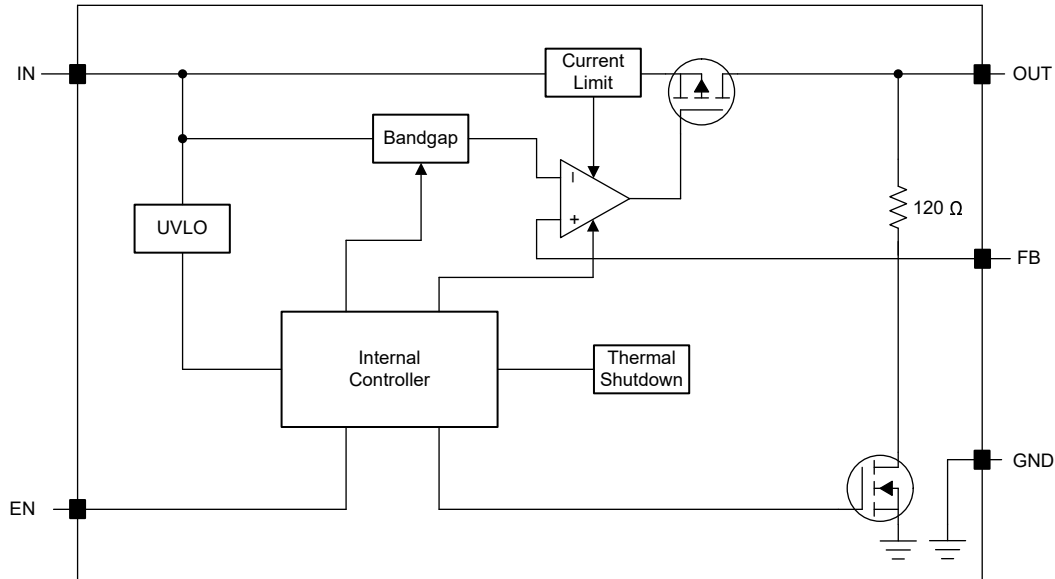 IN
Current
Limit
OUT
Bandgap
–
+
UVLO
120 Ω
FB
Internal
Controller
Thermal
Shutdown
GND
EN